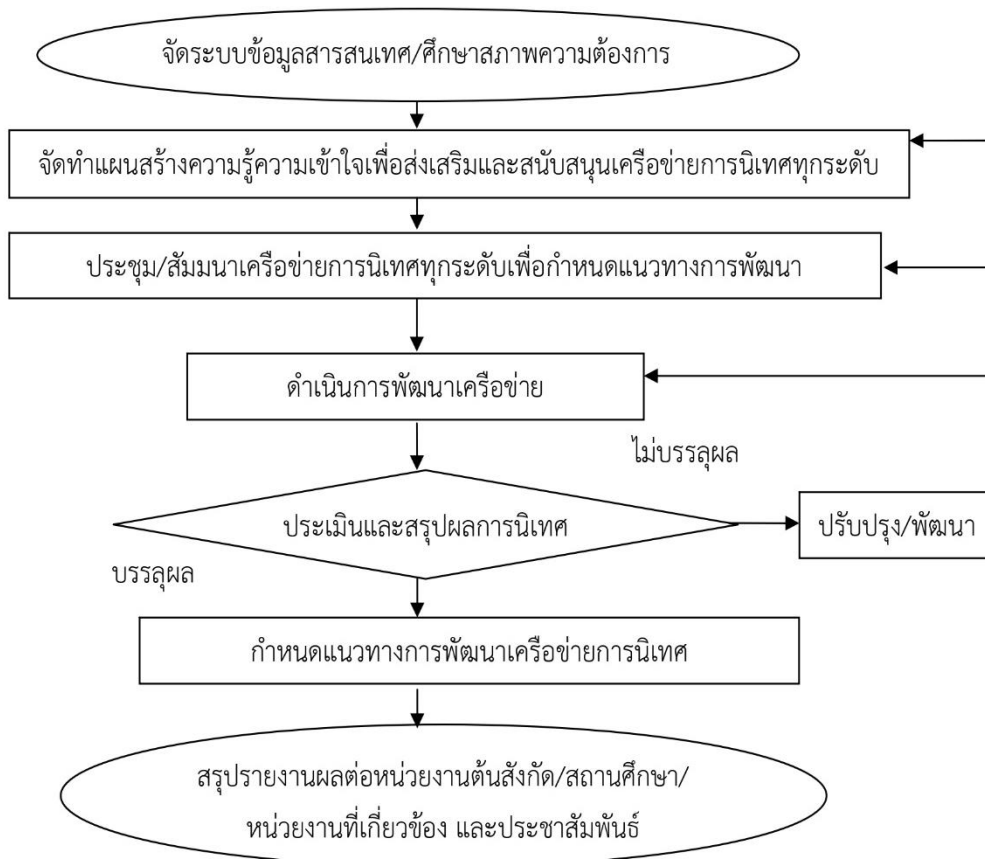 จัดระบบข้อมูลสารสนเทศ/ศึกษาสภาพความต้องการ
จัดทำแผนสร้างความรู้ความเข้าใจเพื่อส่งเสริมและสนับสนุนเครือข่ายการนิเทศทุกระดับ
ประชุม/สัมมนาเครือข่ายการนิเทศทุกระดับเพื่อกำหนดแนวทางการพัฒนา
ดำเนินการพัฒนาเครือข่าย
ไม่บรรลุผล
ประเมินและสรุปผลการนิเทศ
ปรับปรุง/พัฒนา
บรรลุผล
กำหนดแนวทางการพัฒนาเครือข่ายการนิเทศ
สรุปรายงานผลต่อหน่วยงานต้นสังกัด/สถานศึกษา/
หน่วยงานที่เกี่ยวข้อง และประชาสัมพันธ์